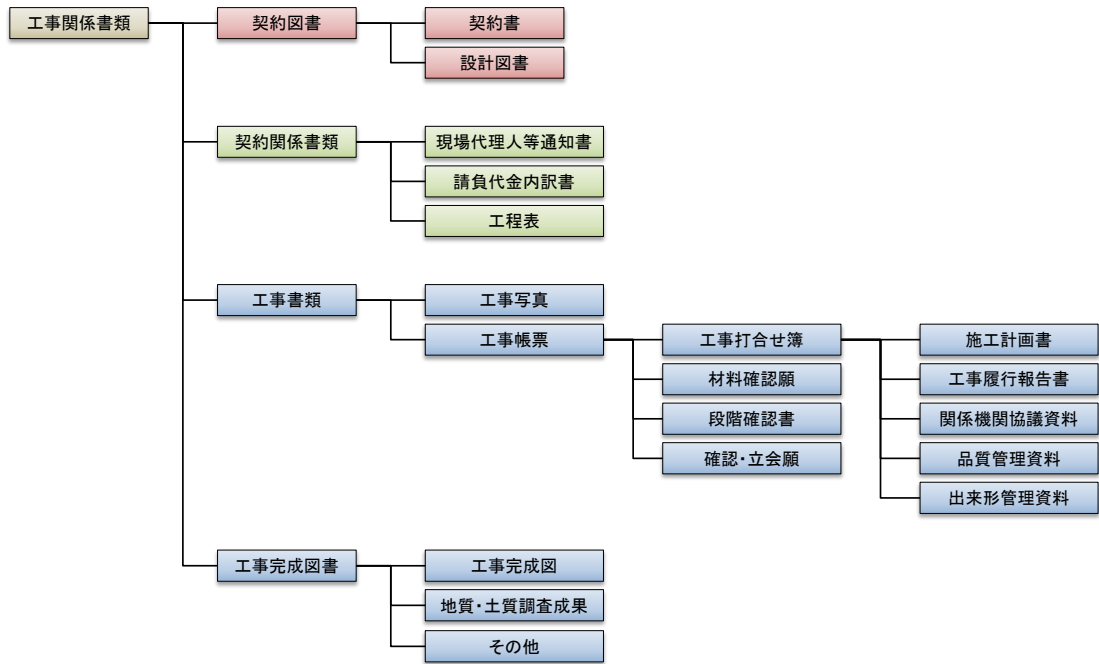 工事関係書類
契約図書
契約書
設計図書
契約関係書類
現場代理人等通知書
請負代金内訳書
工程表
工事書類
工事写真
工事帳票
工事打合せ簿
施工計画書
材料確認願
工事履行報告書
段階確認書
関係機関協議資料
確認・立会願
品質管理資料
出来形管理資料
工事完成図書
工事完成図
地質・土質調査成果
その他